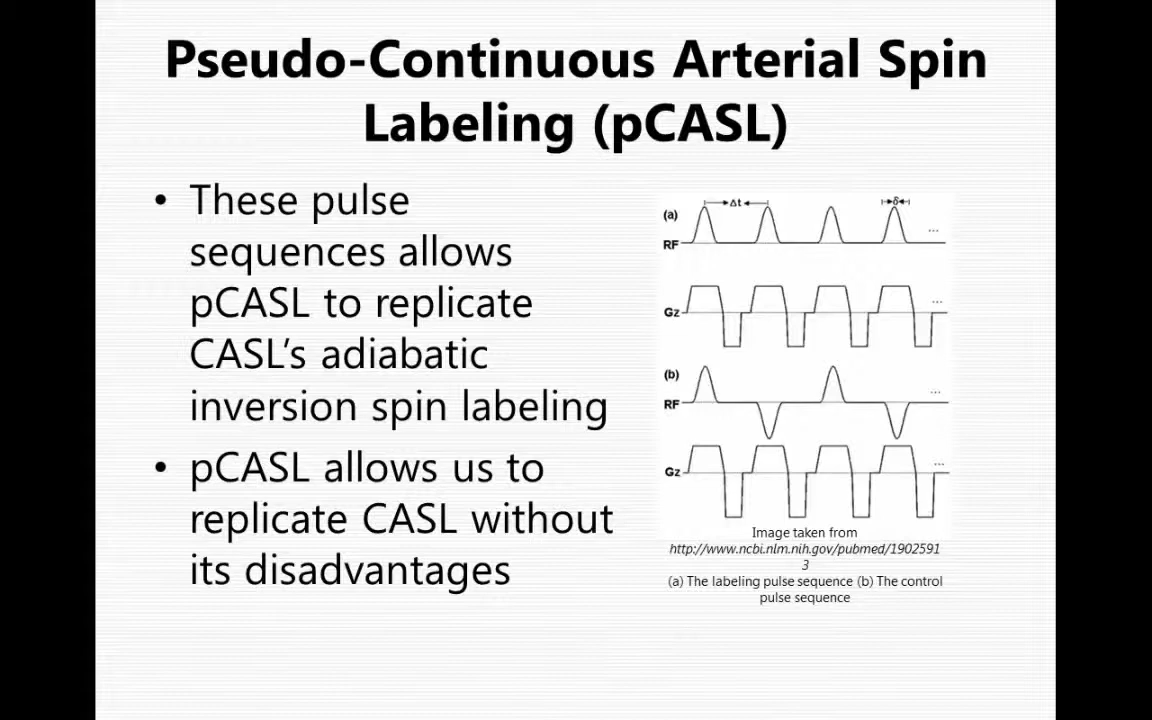 Pseudo-Continuous Arterial Spin
Labeling (pCASL)
• These pulse
sequences allows
pCASL to replicate
CASL’s adiabatic
inversion spin labeling
• pCASL allows us to
replicate CASL without
its disadvantages
(a)
Δt
δ
...
RF
...
Gz
(b)
...
RF
...
Gz
Image taken from
http://www.ncbi.nlm.nih.gov/pubmed/1902591
3
(a) The labeling pulse sequence (b) The control
pulse sequence